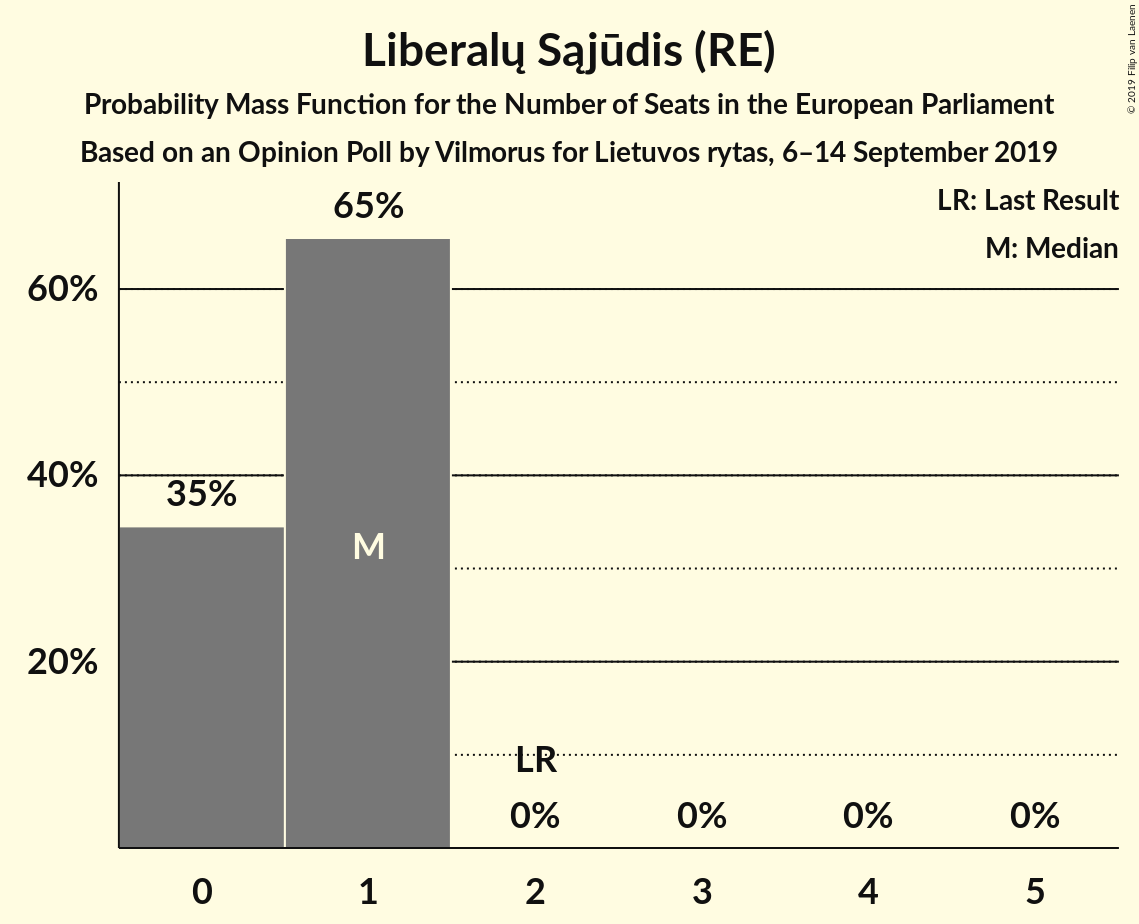 Liberalų Sąjūdis (RE)
Probability Mass Function for the Number of Seats in the European Parliament
Based on an Opinion Poll by Vilmorus for Lietuvos rytas, 6–14 September 2019
© 2019 Filip van Laenen
LR: Last Result
M: Median
65%
60%
40%
35%
M
20%
LR
0% 0% 0% 0%
0 1 2 3 4 5